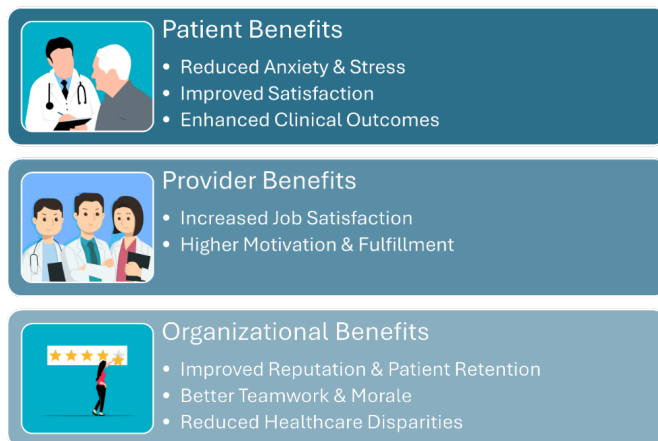 Patient Benefits
• Reduced Anxiety & Stress
• Improved Satisfaction
• Enhanced Clinical Outcomes
Provider Benefits
• Increased Job Satisfaction
• Higher Motivation & Fulfillment
Organizational Benefits
• Improved Reputation & Patient Retention
• Better Teamwork & Morale
• Reduced Healthcare Disparities